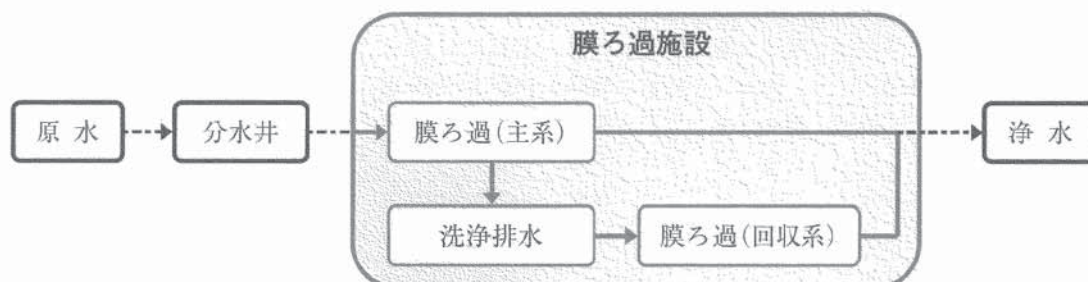 膜ろ過施設
原水
分水井
膜ろ過(主系)
浄水
洗浄排水
膜ろ過(回収系)